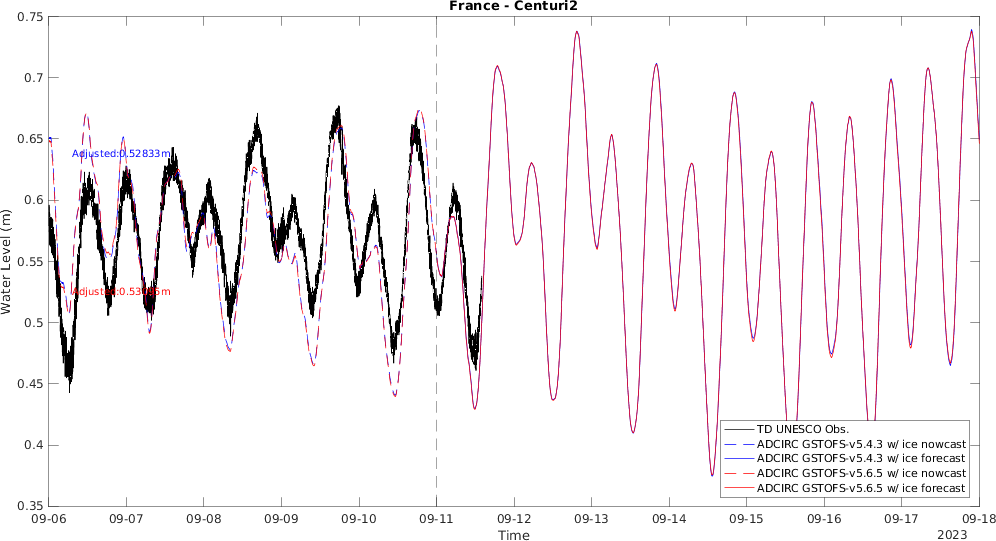 France - Centuri2
0.75
0.7
0.65
0.6
0.55
0.5
0.45
0.4
0.35
Water Level (m)
Adjusted:0.52833m
TD UNESCO Obs.
ADCIRC GSTOFS-v5.4.3 w/ ice nowcast
ADCIRC GSTOFS-v5.4.3 w/ ice forecast
ADCIRC GSTOFS-v5.6.5 w/ ice nowcast
ADCIRC GSTOFS-v5.6.5 w/ ice forecast
09-06 09-07 09-08 09-09 09-10 09-11 09-12 09-13 09-14 09-15 09-16 09-17 09-18
Time
2023